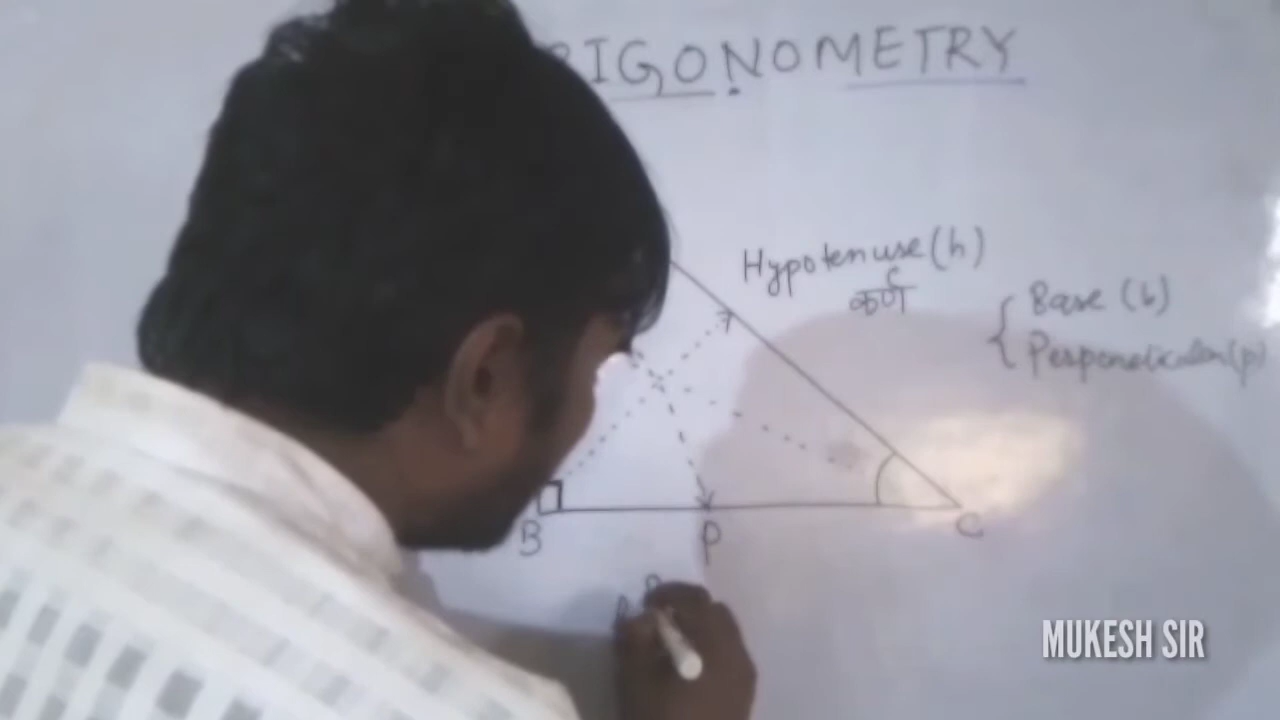 RIGONOMETRY
Hypotenuse (h)
कर्ण
Base (b)
Perpendicular (p)
B
P
C
MUKESH SIR